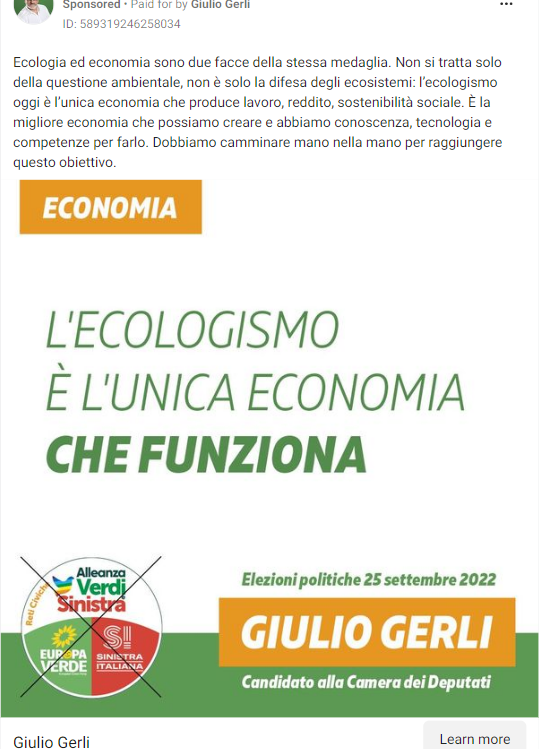 Sponsored • Paid for by Giulio Gerli
ID: 589319246258034
Ecologia ed economia sono due facce della stessa medaglia. Non si tratta solo
della questione ambientale, non è solo la difesa degli ecosistemi: l’ecologismo
oggi è l’unica economia che produce lavoro, reddito, sostenibilità sociale. È la
migliore economia che possiamo creare e abbiamo conoscenza, tecnologia e
competenze per farlo. Dobbiamo camminare mano nella mano per raggiungere
questo obiettivo.
ECONOMIA
L'ECOLOGISMO
È L'UNICA ECONOMIA
CHE FUNZIONA
Alleanza
Verdi
Sinistra
Reti Civiche
EUROPA
VERDE
SI
SINISTRA
ITALIANA
Elezioni politiche 25 settembre 2022
GIULIO GERLI
Candidato alla Camera dei Deputati
Giulio Gerli
Learn more